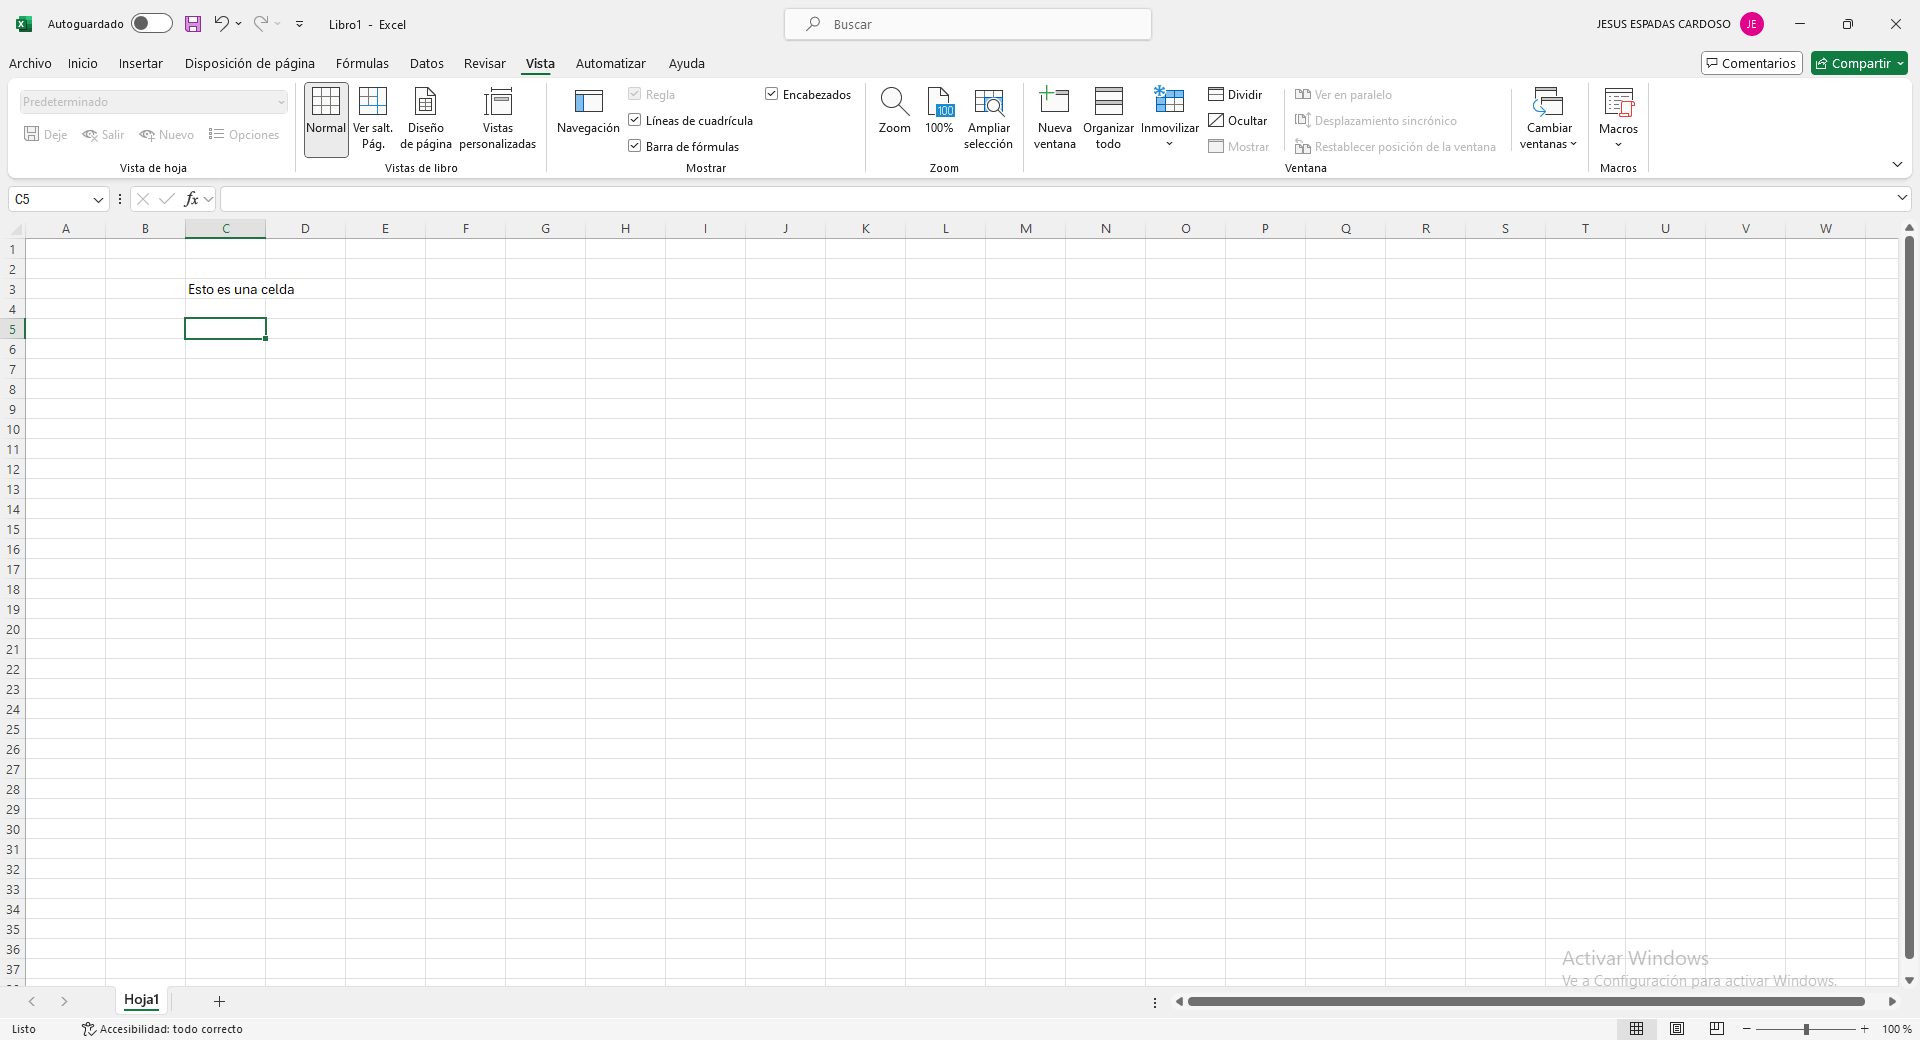 Autoguardado Libro1 - Excel Buscar JESUS ESPADAS CARDOSO JE
Archivo Inicio Insertar Disposición de página Fórmulas Datos Revisar Vista Automatizar Ayuda Comentarios Compartir
Predeterminado
Deje Salir Nuevo Opciones
Vista de hoja
Normal
Ver salt. Pág.
Diseño de página
Vistas personalizadas
Vistas de libro
Navegación
Regla
Encabezados
Líneas de cuadrícula
Barra de fórmulas
Mostrar
Zoom
100
100%
Ampliar selección
Zoom
Nueva ventana
Organizar todo
Inmovilizar
Dividir
Ocultar
Mostrar
Ver en paralelo
Desplazamiento sincrónico
Restablecer posición de la ventana
Cambiar ventanas
Ventana
Macros
Macros
C5 fx
A B C D E F G H I J K L M N O P Q R S T U V W
1
2
3 Esto es una celda
4
5
6
7
8
9
10
11
12
13
14
15
16
17
18
19
20
21
22
23
24
25
26
27
28
29
30
31
32
33
34
35
36
37
Activar Windows
Ve a Configuración para activar Windows.
Hoja1
Listo Accesibilidad: todo correcto 100 %